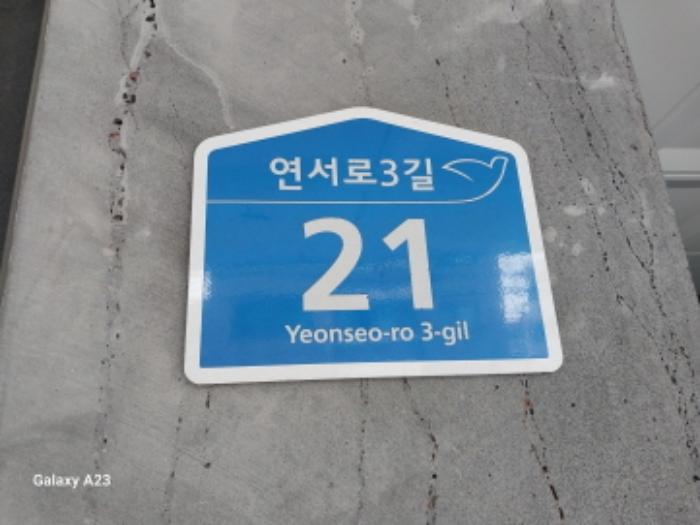 연서로3길
21
Yeonseo-ro 3-gil
Galaxy A23